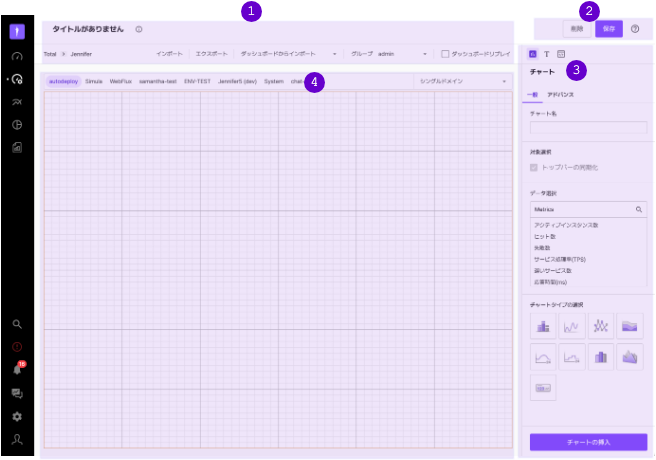 1
2
タイトルがありません
削除
保存
Total Jennifer インポート エクスポート ダッシュボードからインポート グループ admin ダッシュボードリプレイ
autodeploy Simula WebFlux samantha-test ENV:TEST Jennifer5 (dev) System
4
シングルドメイン
3
チャート
一般 アドバンス
チャート名
対象選択
トップバーの同期化
データ選択
Metrics
アクティブインスタンス数
ヒット数
失敗数
サービス処理率(TPS)
遅いサービス数
応答時間(ms)
チャートタイプの選択
チャートの挿入